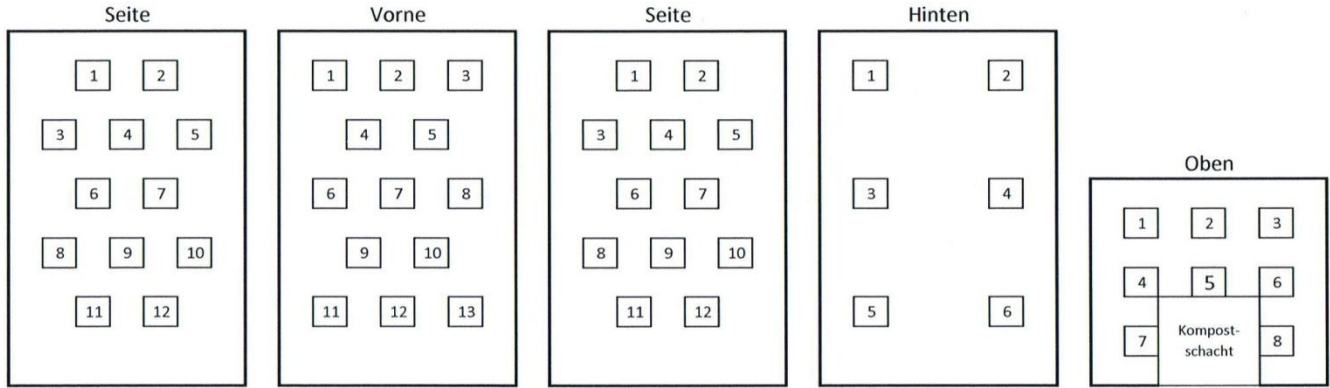 Seite
1 2
3 4 5
6 7
8 9 10
11 12
Vorne
1 2 3
4 5
6 7 8
9 10
11 12 13
Seite
1 2
3 4 5
6 7
8 9 10
11 12
Hinten
1 2
3 4
5 6
Oben
1 2 3
4 5 6
7 8
Kompost-
schacht